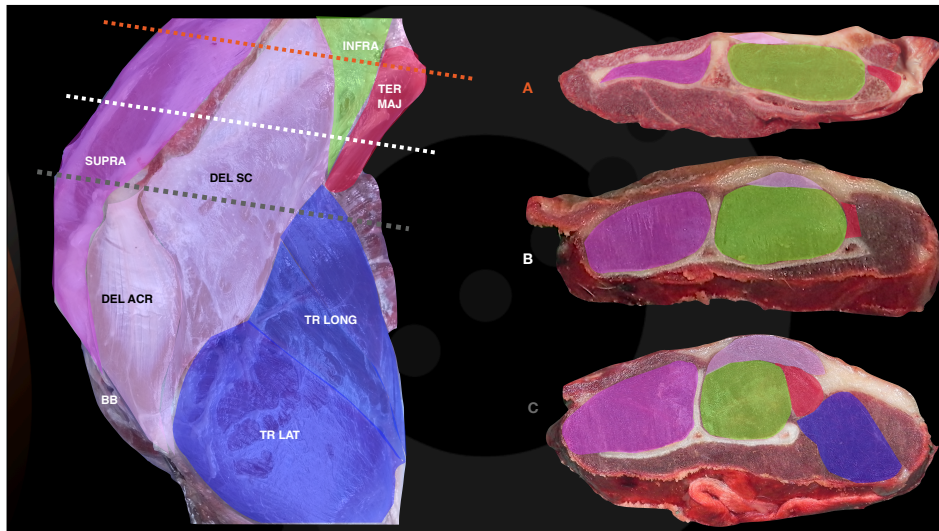 INFRA
TER
MAJ
SUPRA
DEL SC
DEL ACR
TR LONG
BB
TR LAT
A
B
C